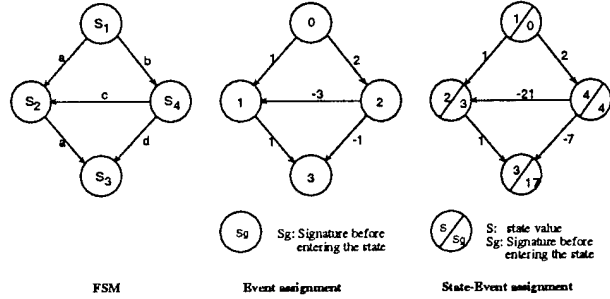 S1
0
1 0
a
b
1
2
1
2
S2
c
S4
1
-3
2
2 3
-21
4 4
a
d
1
-1
1
-7
S3
3
3 17
Sg
Sg: Signature before
entering the state
S Sg
S: state value
Sg: Signature before
entering the state
FSM
Event assignment
State-Event assignment